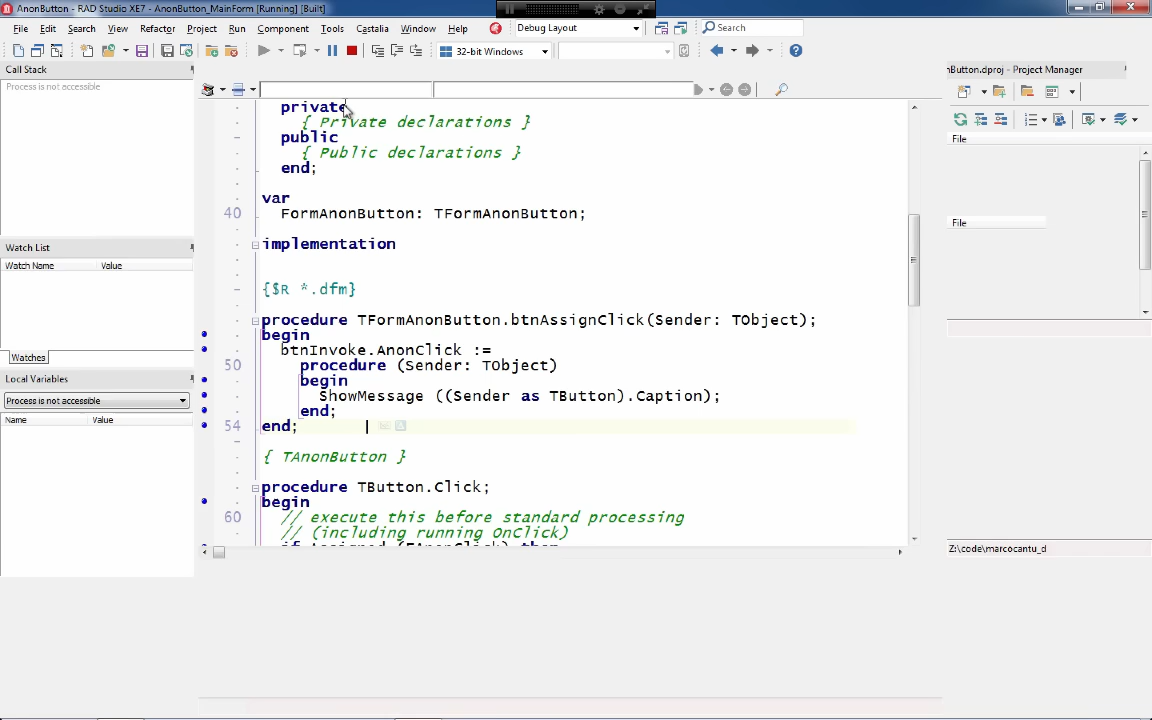 AnonButton - RAD Studio XE7 - AnonButton_MainForm [Running] [Built]
File Edit Search View Refactor Project Run Component Tools Castalia Window Help
Debug Layout
Search
32-bit Windows
Call Stack
Process is not accessible
Watch List
Watch Name Value
Watches
Local Variables
Process is not accessible
Name Value
private
{ Private declarations }
public
{ Public declarations }
end;
var
40 FormAnonButton: TFormAnonButton;
implementation
{$R *.dfm}
procedure TFormAnonButton.btnAssignClick(Sender: TObject);
begin
btnInvoke.AnonClick :=
50 procedure (Sender: TObject)
begin
ShowMessage ((Sender as TButton).Caption);
end;
54 end;
{ TAnonButton }
procedure TButton.Click;
begin
60 // execute this before standard processing
// (including running OnClick)
if Assigned (FAnonClick) then
nButton.dproj - Project Manager
File
File
Z:\code\marcocantu_d